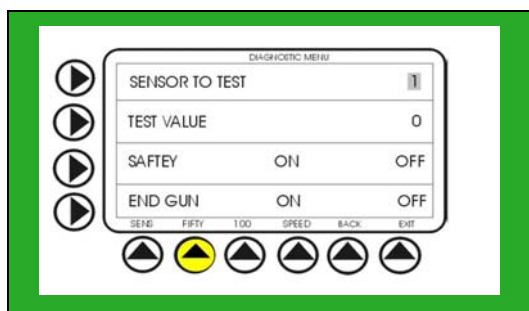 DIAGNOSTIC MENU
SENSOR TO TEST 1
TEST VALUE 0
SAFTEY ON OFF
END GUN ON OFF
SENS FIFTY 100 SPEED BACK EXIT